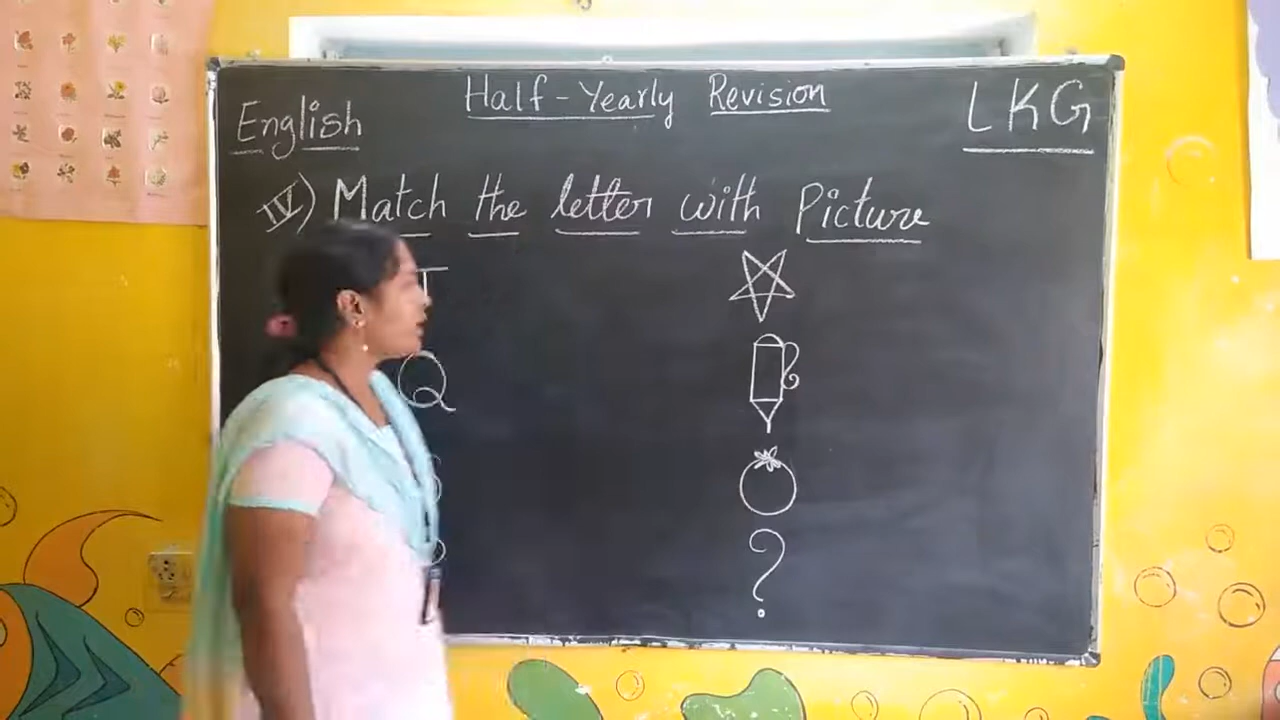 Half-Yearly Revision
English
LKG
IV) Match the letter with Picture
T
Q
?